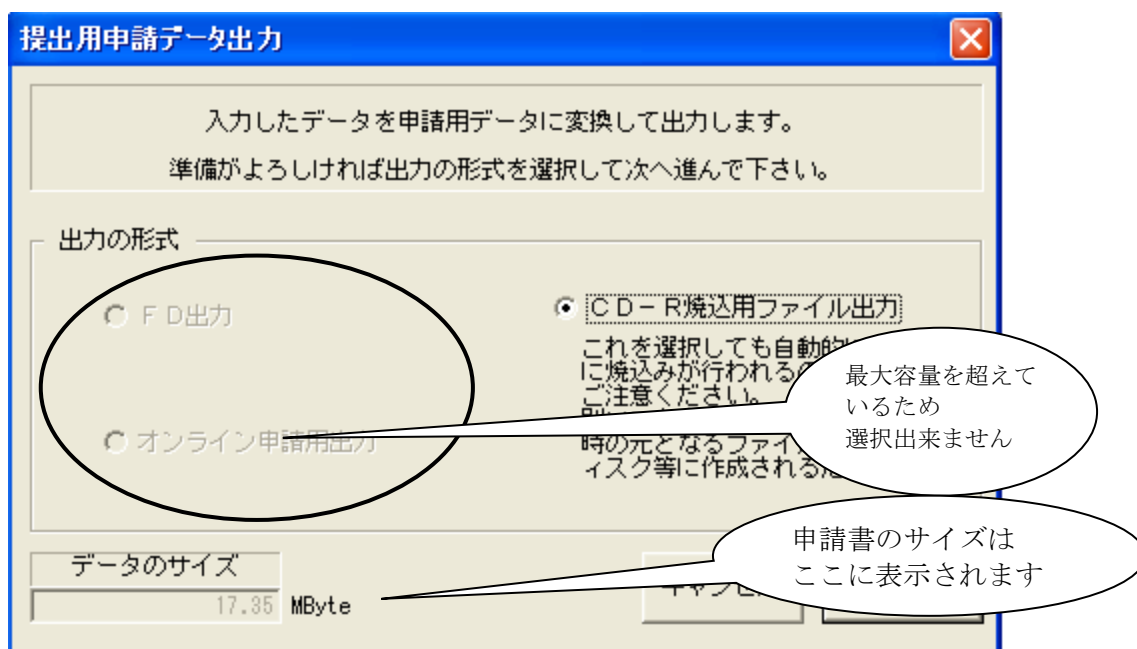 提出用申請データ出力
入力したデータを申請用データに変換して出力します。
準備がよろしければ出力の形式を選択して次へ進んで下さい。
出力の形式
ＦＤ出力
ＣＤ－Ｒ焼込用ファイル出力
これを選択しても自動的
に焼込みが行われる
ご注意ください。
オンライン申請用出力
時の元となるファイ
ィスク等に作成される
最大容量を超えて
いるため
選択出来ません
申請書のサイズは
ここに表示されます
データのサイズ
17.35 MByte